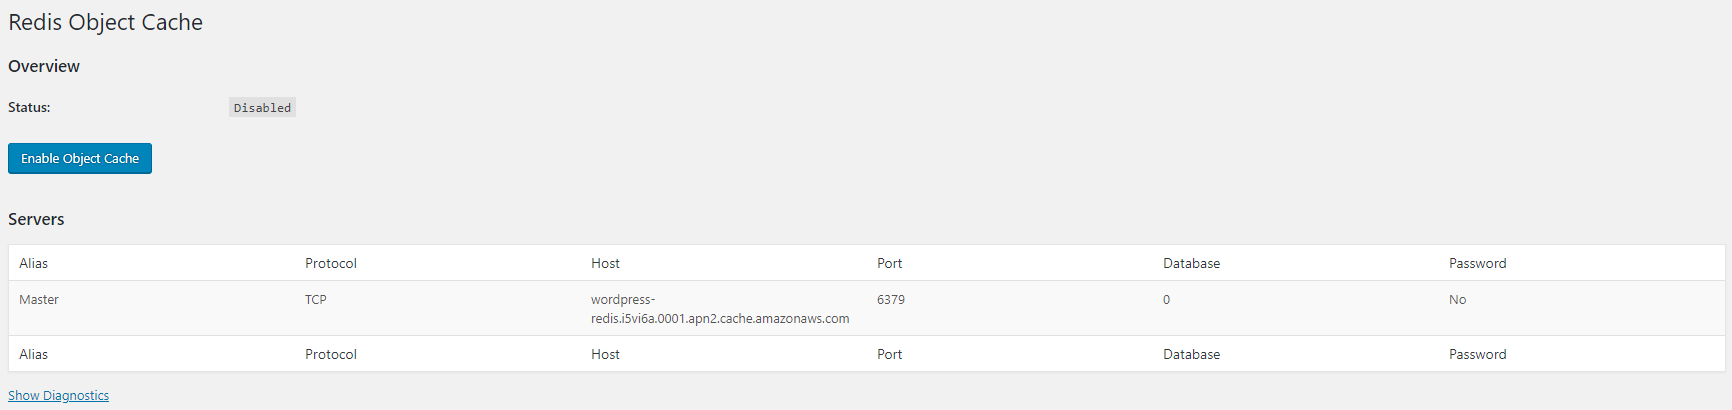 Redis Object Cache
Overview
Status: Disabled
Enable Object Cache
Servers
Alias Protocol Host Port Database Password
Master TCP wordpress- 6379 0 No
redis.i5vi6a.0001.apn2.cache.amazonaws.com
Alias Protocol Host Port Database Password
Show Diagnostics